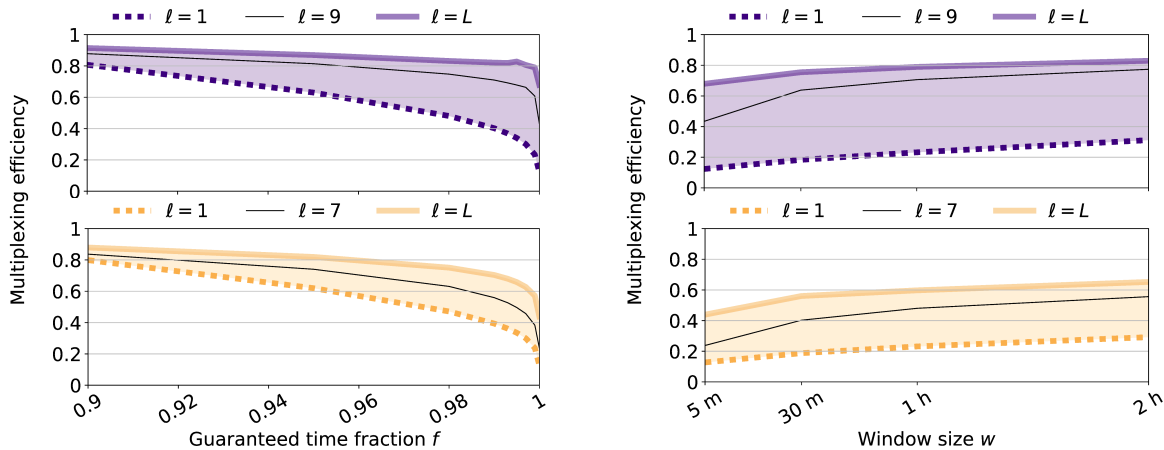 ℓ = 1 ℓ = 9 ℓ = L
1
0.8
0.6
0.4
0.2
0
ℓ = 1 ℓ = 7 ℓ = L
1
0.8
0.6
0.4
0.2
0
0.9 0.92 0.94 0.96 0.98 1
Guaranteed time fraction f
Multiplexing efficiency
ℓ = 1 ℓ = 9 ℓ = L
1
0.8
0.6
0.4
0.2
0
ℓ = 1 ℓ = 7 ℓ = L
1
0.8
0.6
0.4
0.2
0
5 m 30 m 1 h 2 h
Window size w
Multiplexing efficiency